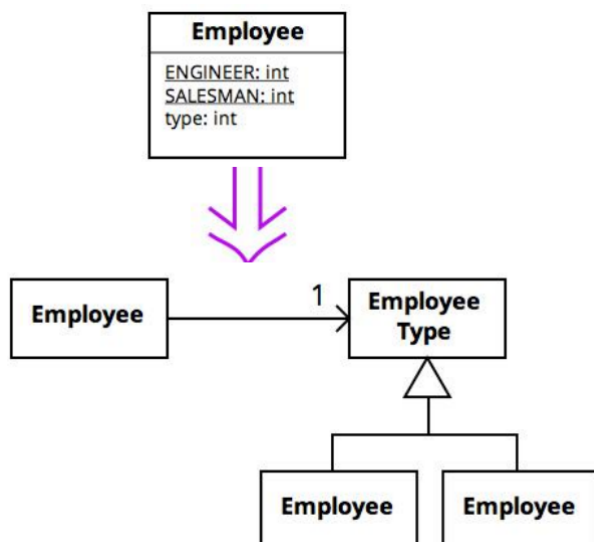 Employee
ENGINEER: int
SALESMAN: int
type: int
1
Employee
Employee
Type
Employee
Employee